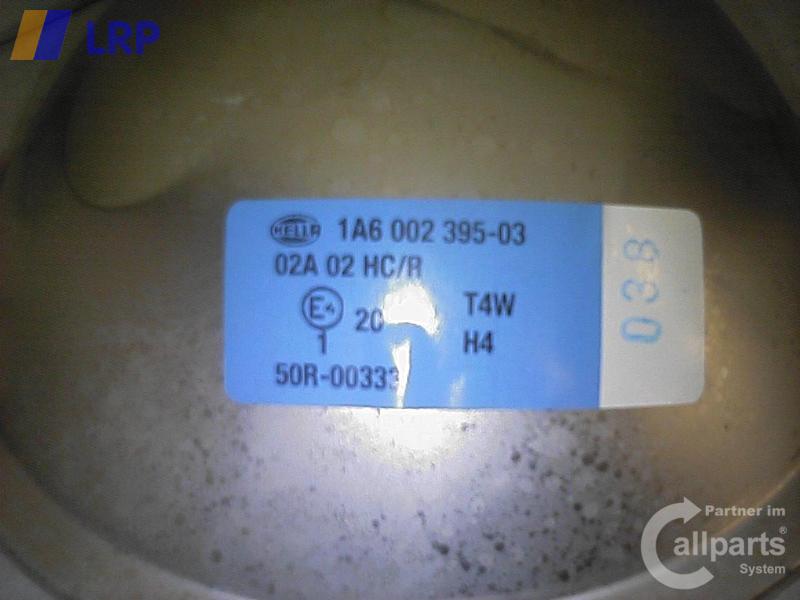 LRP
HELLA 1A6 002 395-03
02A 02 HC/R
E4 20 T4W
1 H4
50R-00333
038
Partner im
Callparts®
System